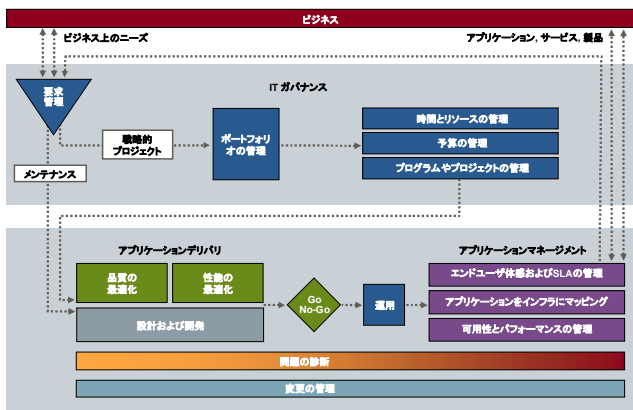 ビジネス
ビジネス上のニーズ
アプリケーション, サービス, 製品
IT ガバナンス
要求
管理
戦略的
プロジェクト
ポートフォリ
オの管理
時間とリソースの管理
予算の管理
プログラムやプロジェクトの管理
メンテナンス
アプリケーションデリバリ
アプリケーションマネージメント
品質の
最適化
性能の
最適化
設計および開発
Go
No-Go
運用
エンドユーザ体感およびSLAの管理
アプリケーションをインフラにマッピング
可用性とパフォーマンスの管理
問題の診断
変更の管理